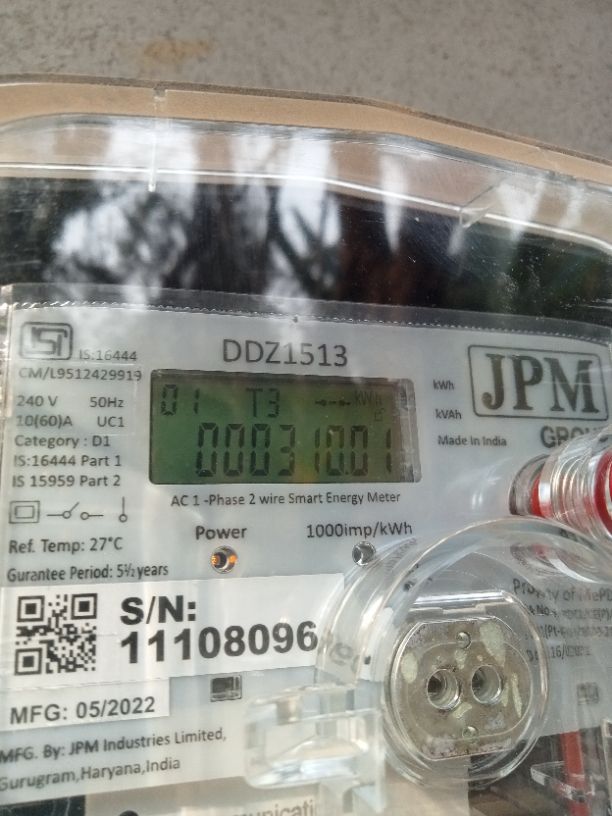 IS:16444
CM/L9512429919
DDZ1513
240 V 50Hz
10(60)A UC1
Category : D1
IS:16444 Part 1
IS 15959 Part 2
01 T3 kWh
000310.01
kWh
kVAh
Made in India
JPM
AC 1 -Phase 2 wire Smart Energy Meter
Power 1000imp/kWh
Ref. Temp: 27°C
Gurantee Period: 5½ years
S/N:
11108096
MFG: 05/2022
MFG. By: JPM Industries Limited,
Gurugram,Haryana,India